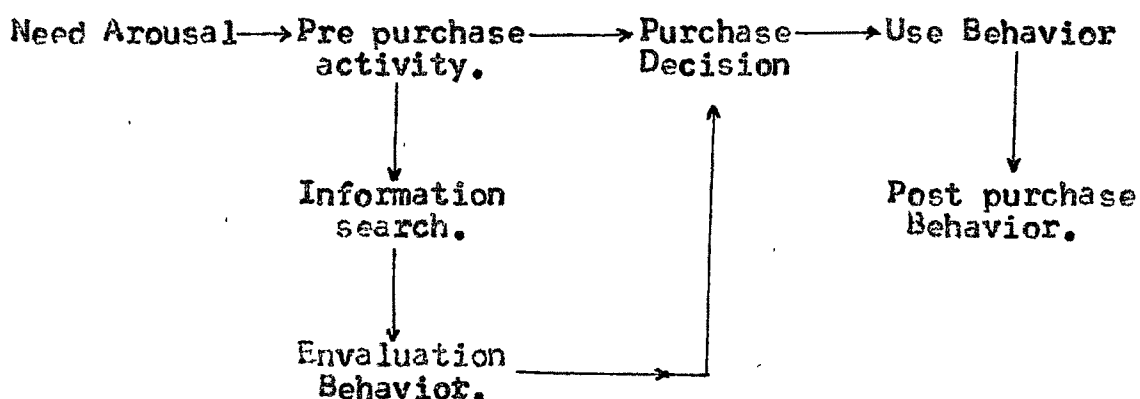 Need Arousal→Pre purchase activity.→Purchase Decision→Use Behavior
Information search.
Post purchase Behavior.
Envaluation Behavior.